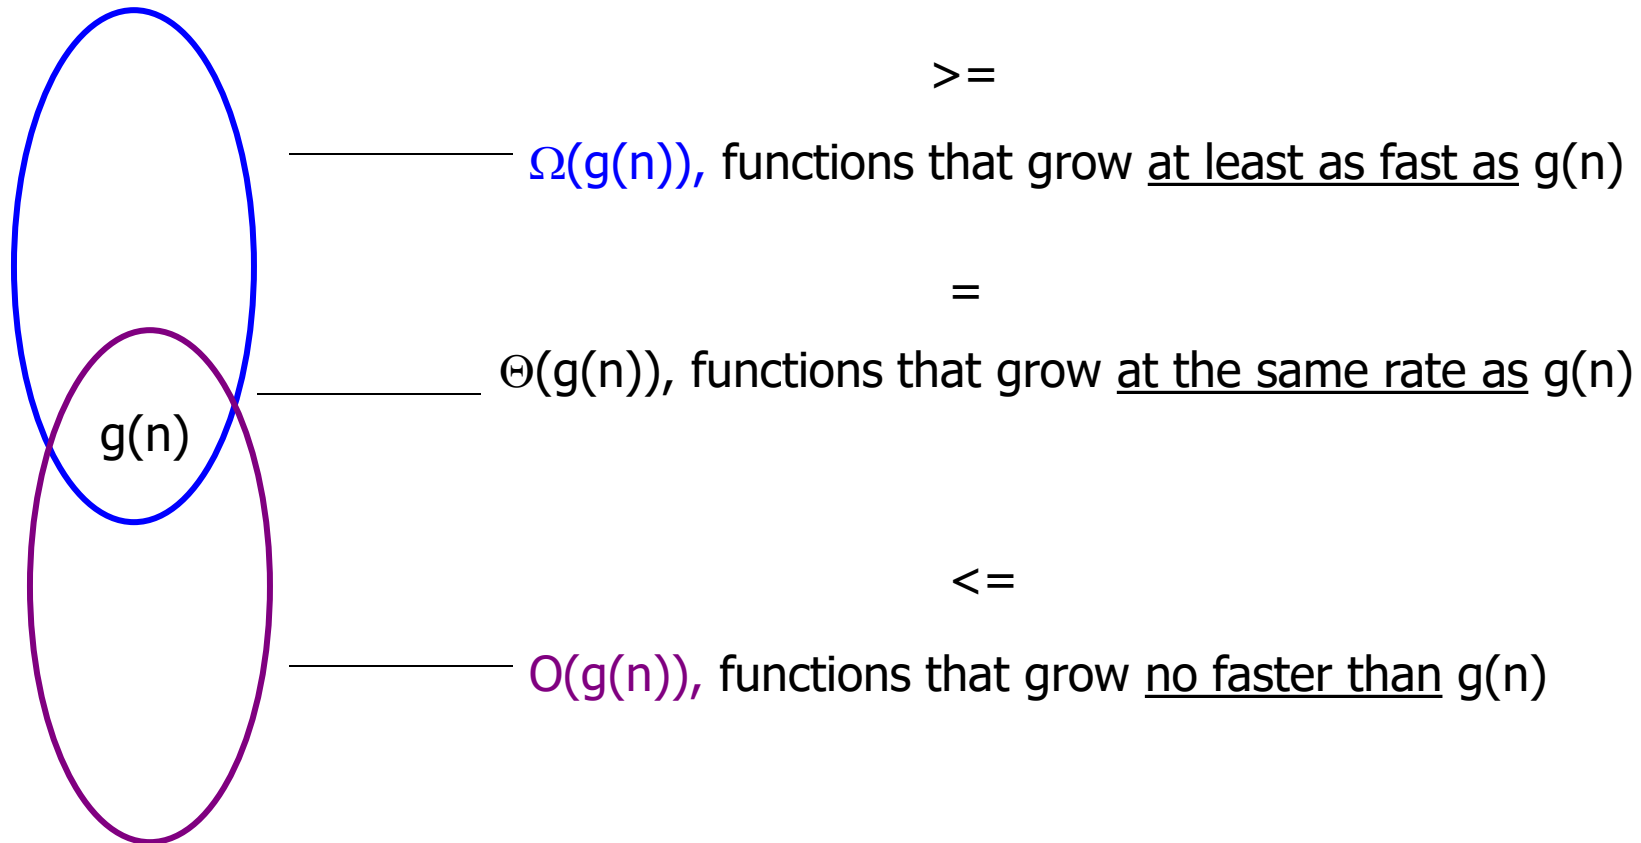 >=
Ω(g(n)), functions that grow at least as fast as g(n)
=
Θ(g(n)), functions that grow at the same rate as g(n)
g(n)
<=
O(g(n)), functions that grow no faster than g(n)